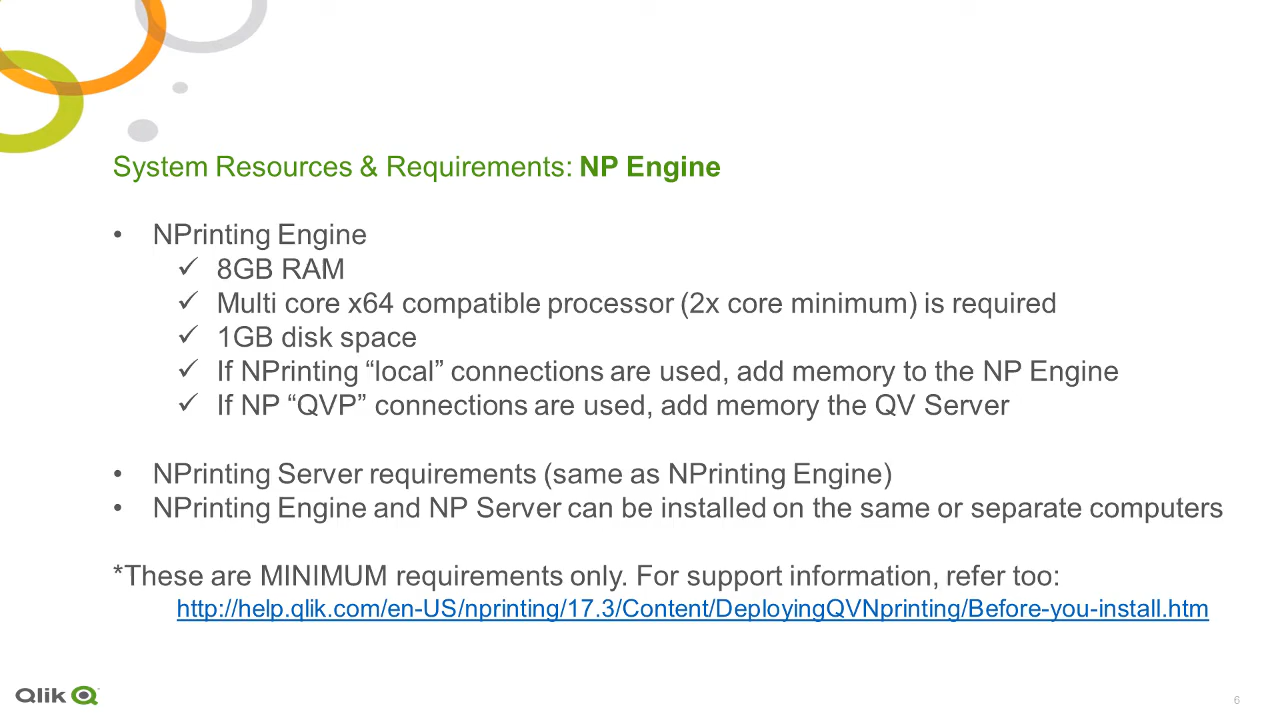 System Resources & Requirements: NP Engine
• NPrinting Engine
✓ 8GB RAM
✓ Multi core x64 compatible processor (2x core minimum) is required
✓ 1GB disk space
✓ If NPrinting “local” connections are used, add memory to the NP Engine
✓ If NP “QVP” connections are used, add memory the QV Server
• NPrinting Server requirements (same as NPrinting Engine)
• NPrinting Engine and NP Server can be installed on the same or separate computers
*These are MINIMUM requirements only. For support information, refer too:
http://help.qlik.com/en-US/nprinting/17.3/Content/DeployingQVNprinting/Before-you-install.htm
Qlik
6